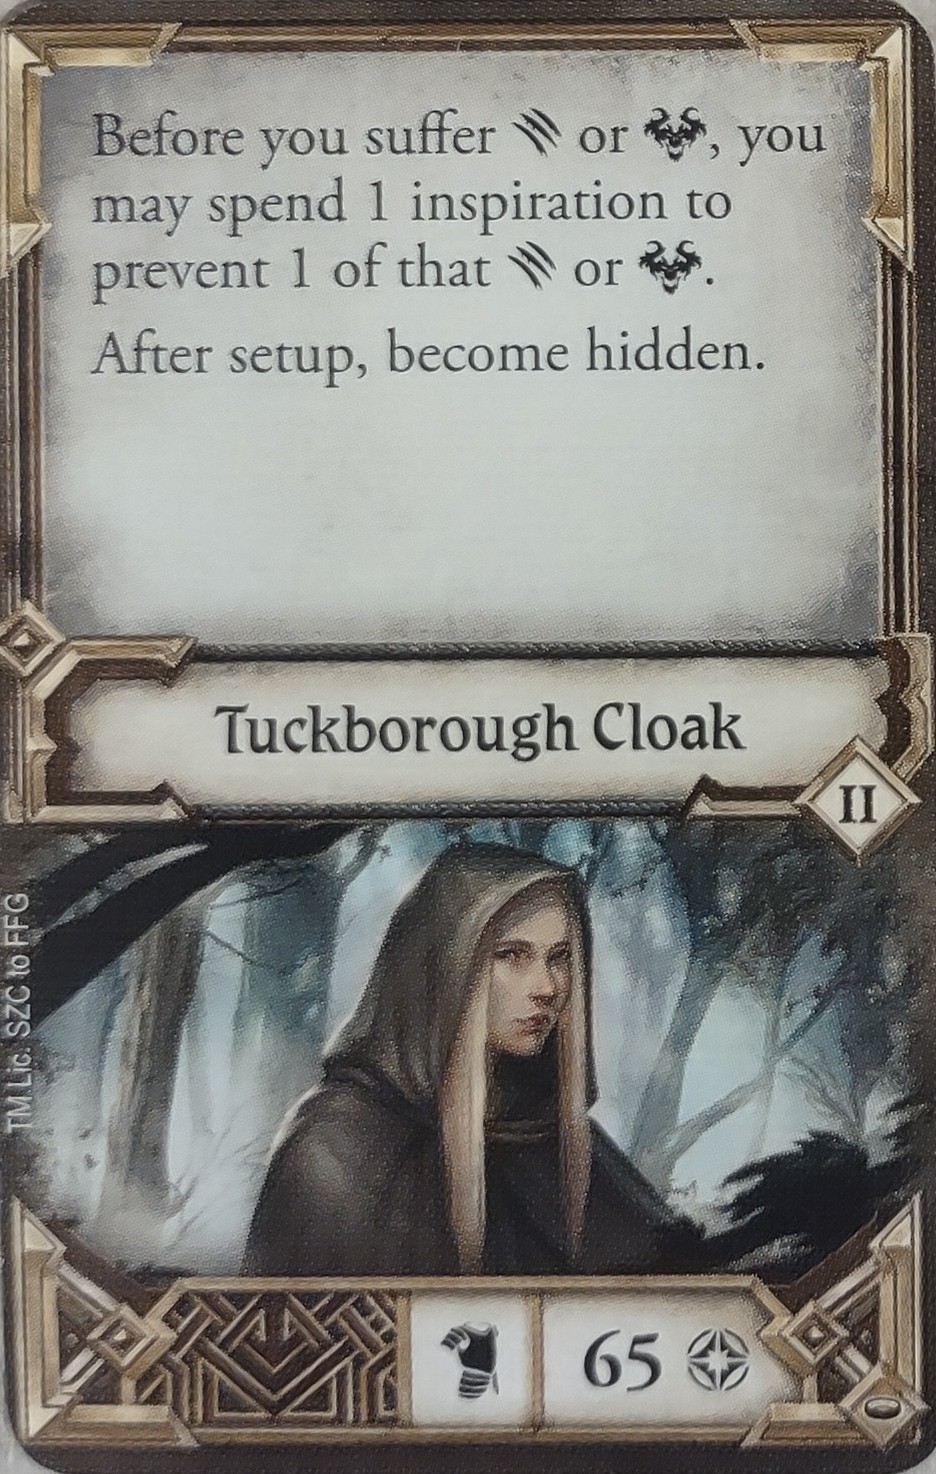 Before you suffer or , you
may spend 1 inspiration to
prevent 1 of that or .
After setup, become hidden.
Tuckborough Cloak
II
TM Lic. SZC to FFG
65